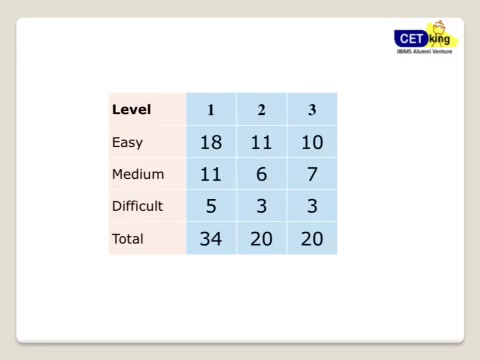 CET king
JBIMS Alumni Venture
Level 1 2 3
Easy 18 11 10
Medium 11 6 7
Difficult 5 3 3
Total 34 20 20